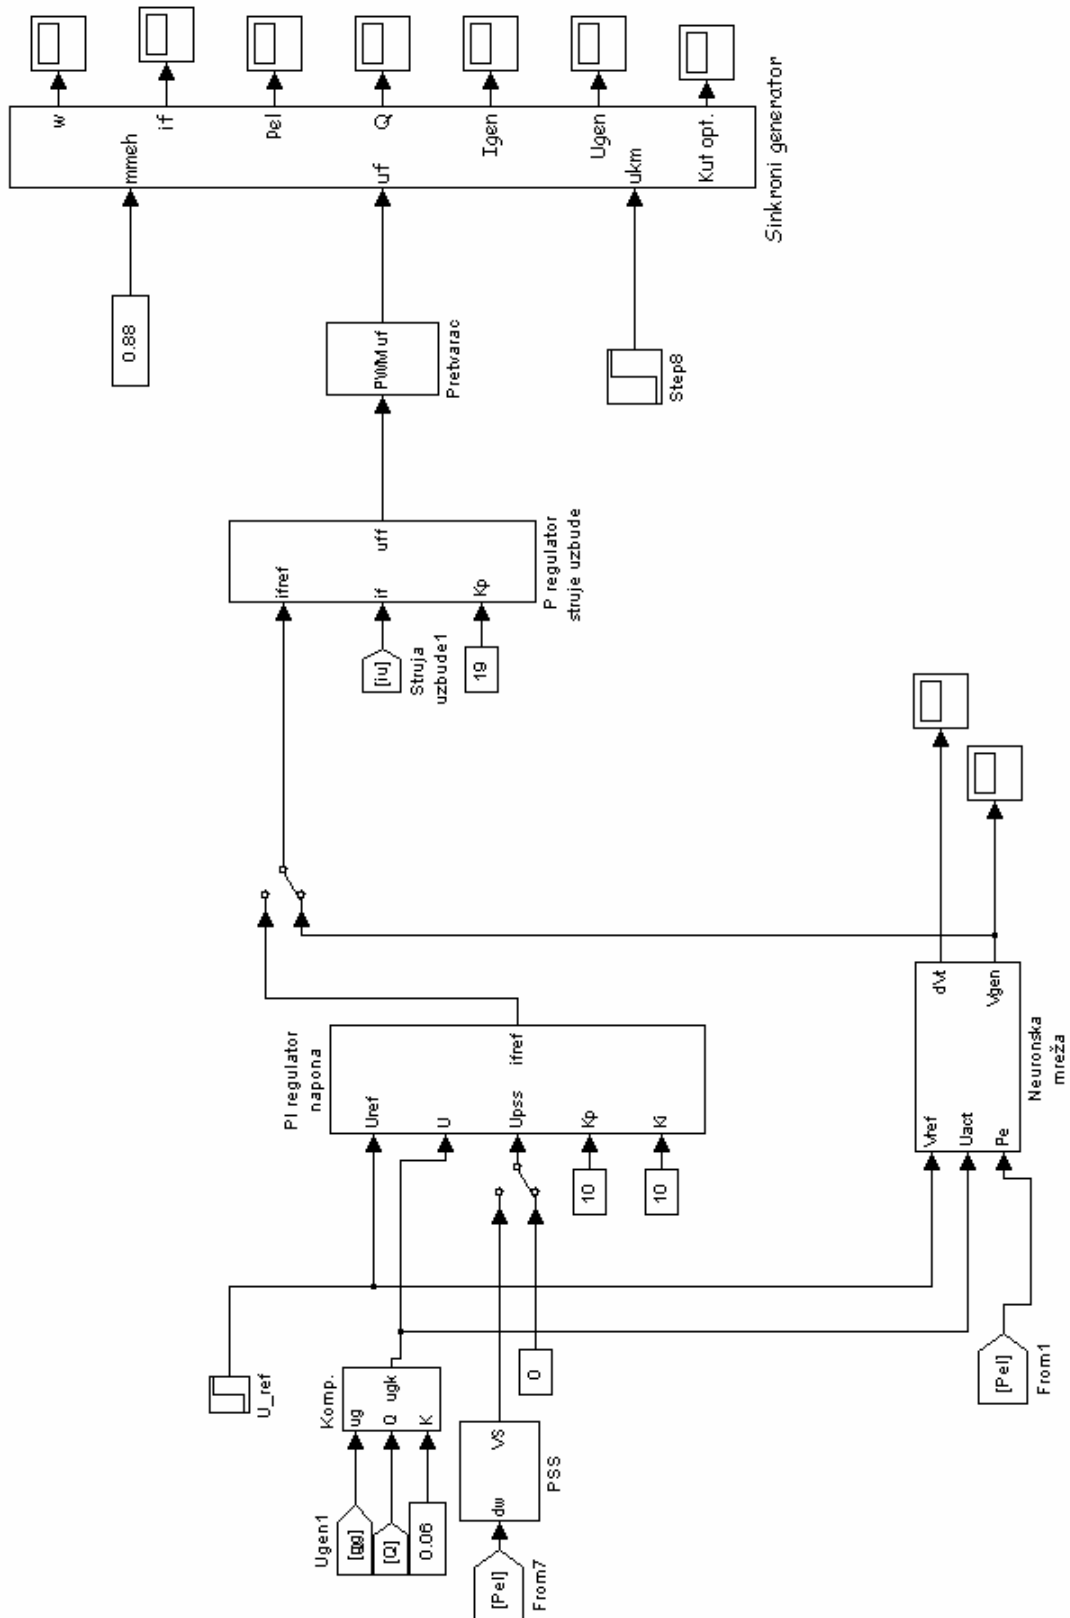 Ugen1
[gg]
[Q]
0.06
Komp.
ug
Q
K
ugk
U_ref
[Pel]
From7
dw
VS
PSS
0
PI regulator
napona
Uref
U
Upss
Kp
Ki
ifref
10
10
[Pel]
From1
Vref
Uact
Pe
dVt
Vgen
Neuronska
mreža
[iu]
Struja
uzbude1
19
ifref
if
Kp
uff
P regulator
struje uzbude
PWM
uf
Pretvarac
0.88
Step8
mmeh
uf
ukm
w
if
Pel
Q
Igen
Ugen
Kut opt.
Sinkroni generator